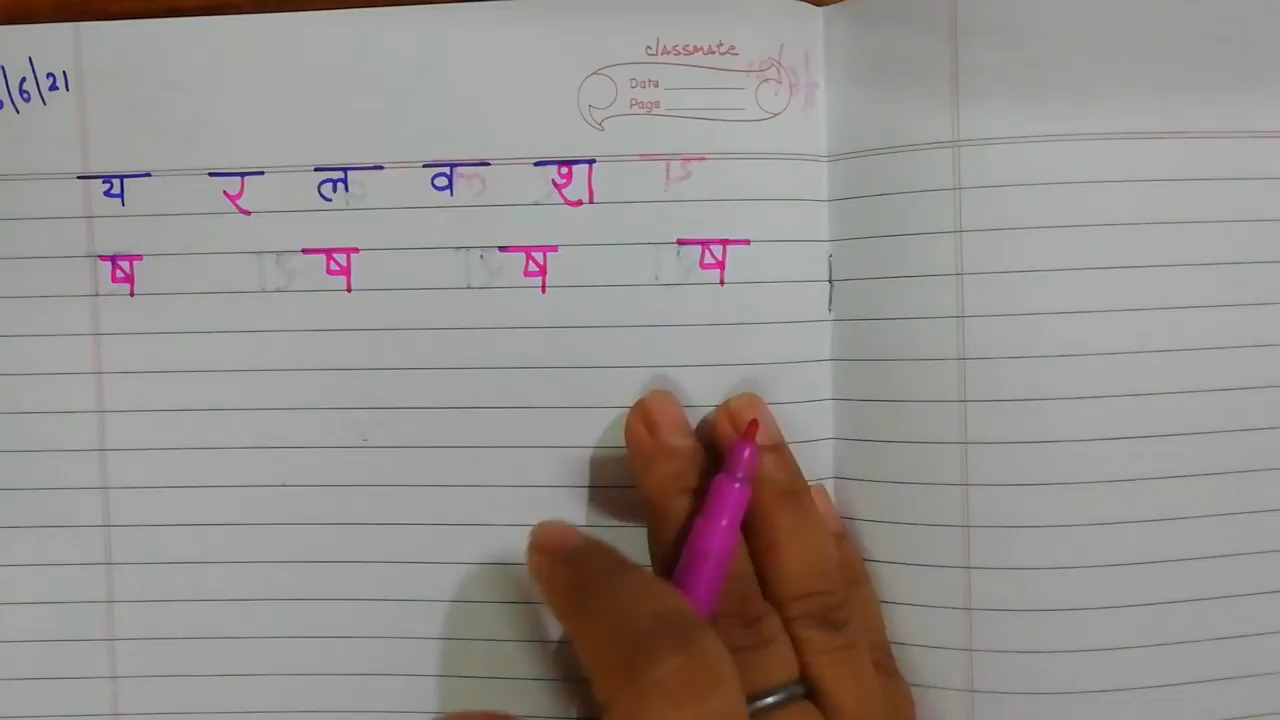 /6/21
classmate
Date
Page
य र ल व श
ष ष ष ष